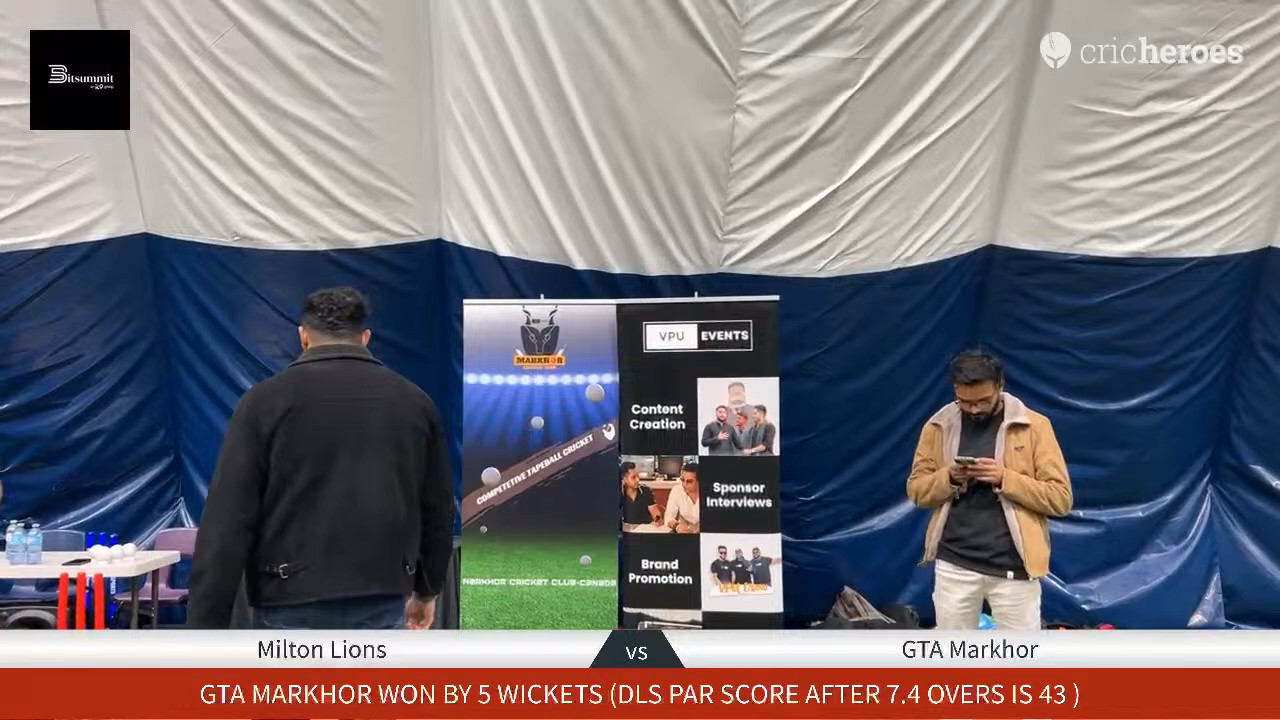 Bitsummit
cricheroes
MARKHOR
VPU EVENTS
Content
Creation
COMPETETIVE TAPEBALL CRICKET
Sponsor
Interviews
Brand
Promotion
MARKHOR CRICKET CLUB-CANADA
Milton Lions
vs
GTA Markhor
GTA MARKHOR WON BY 5 WICKETS (DLS PAR SCORE AFTER 7.4 OVERS IS 43 )